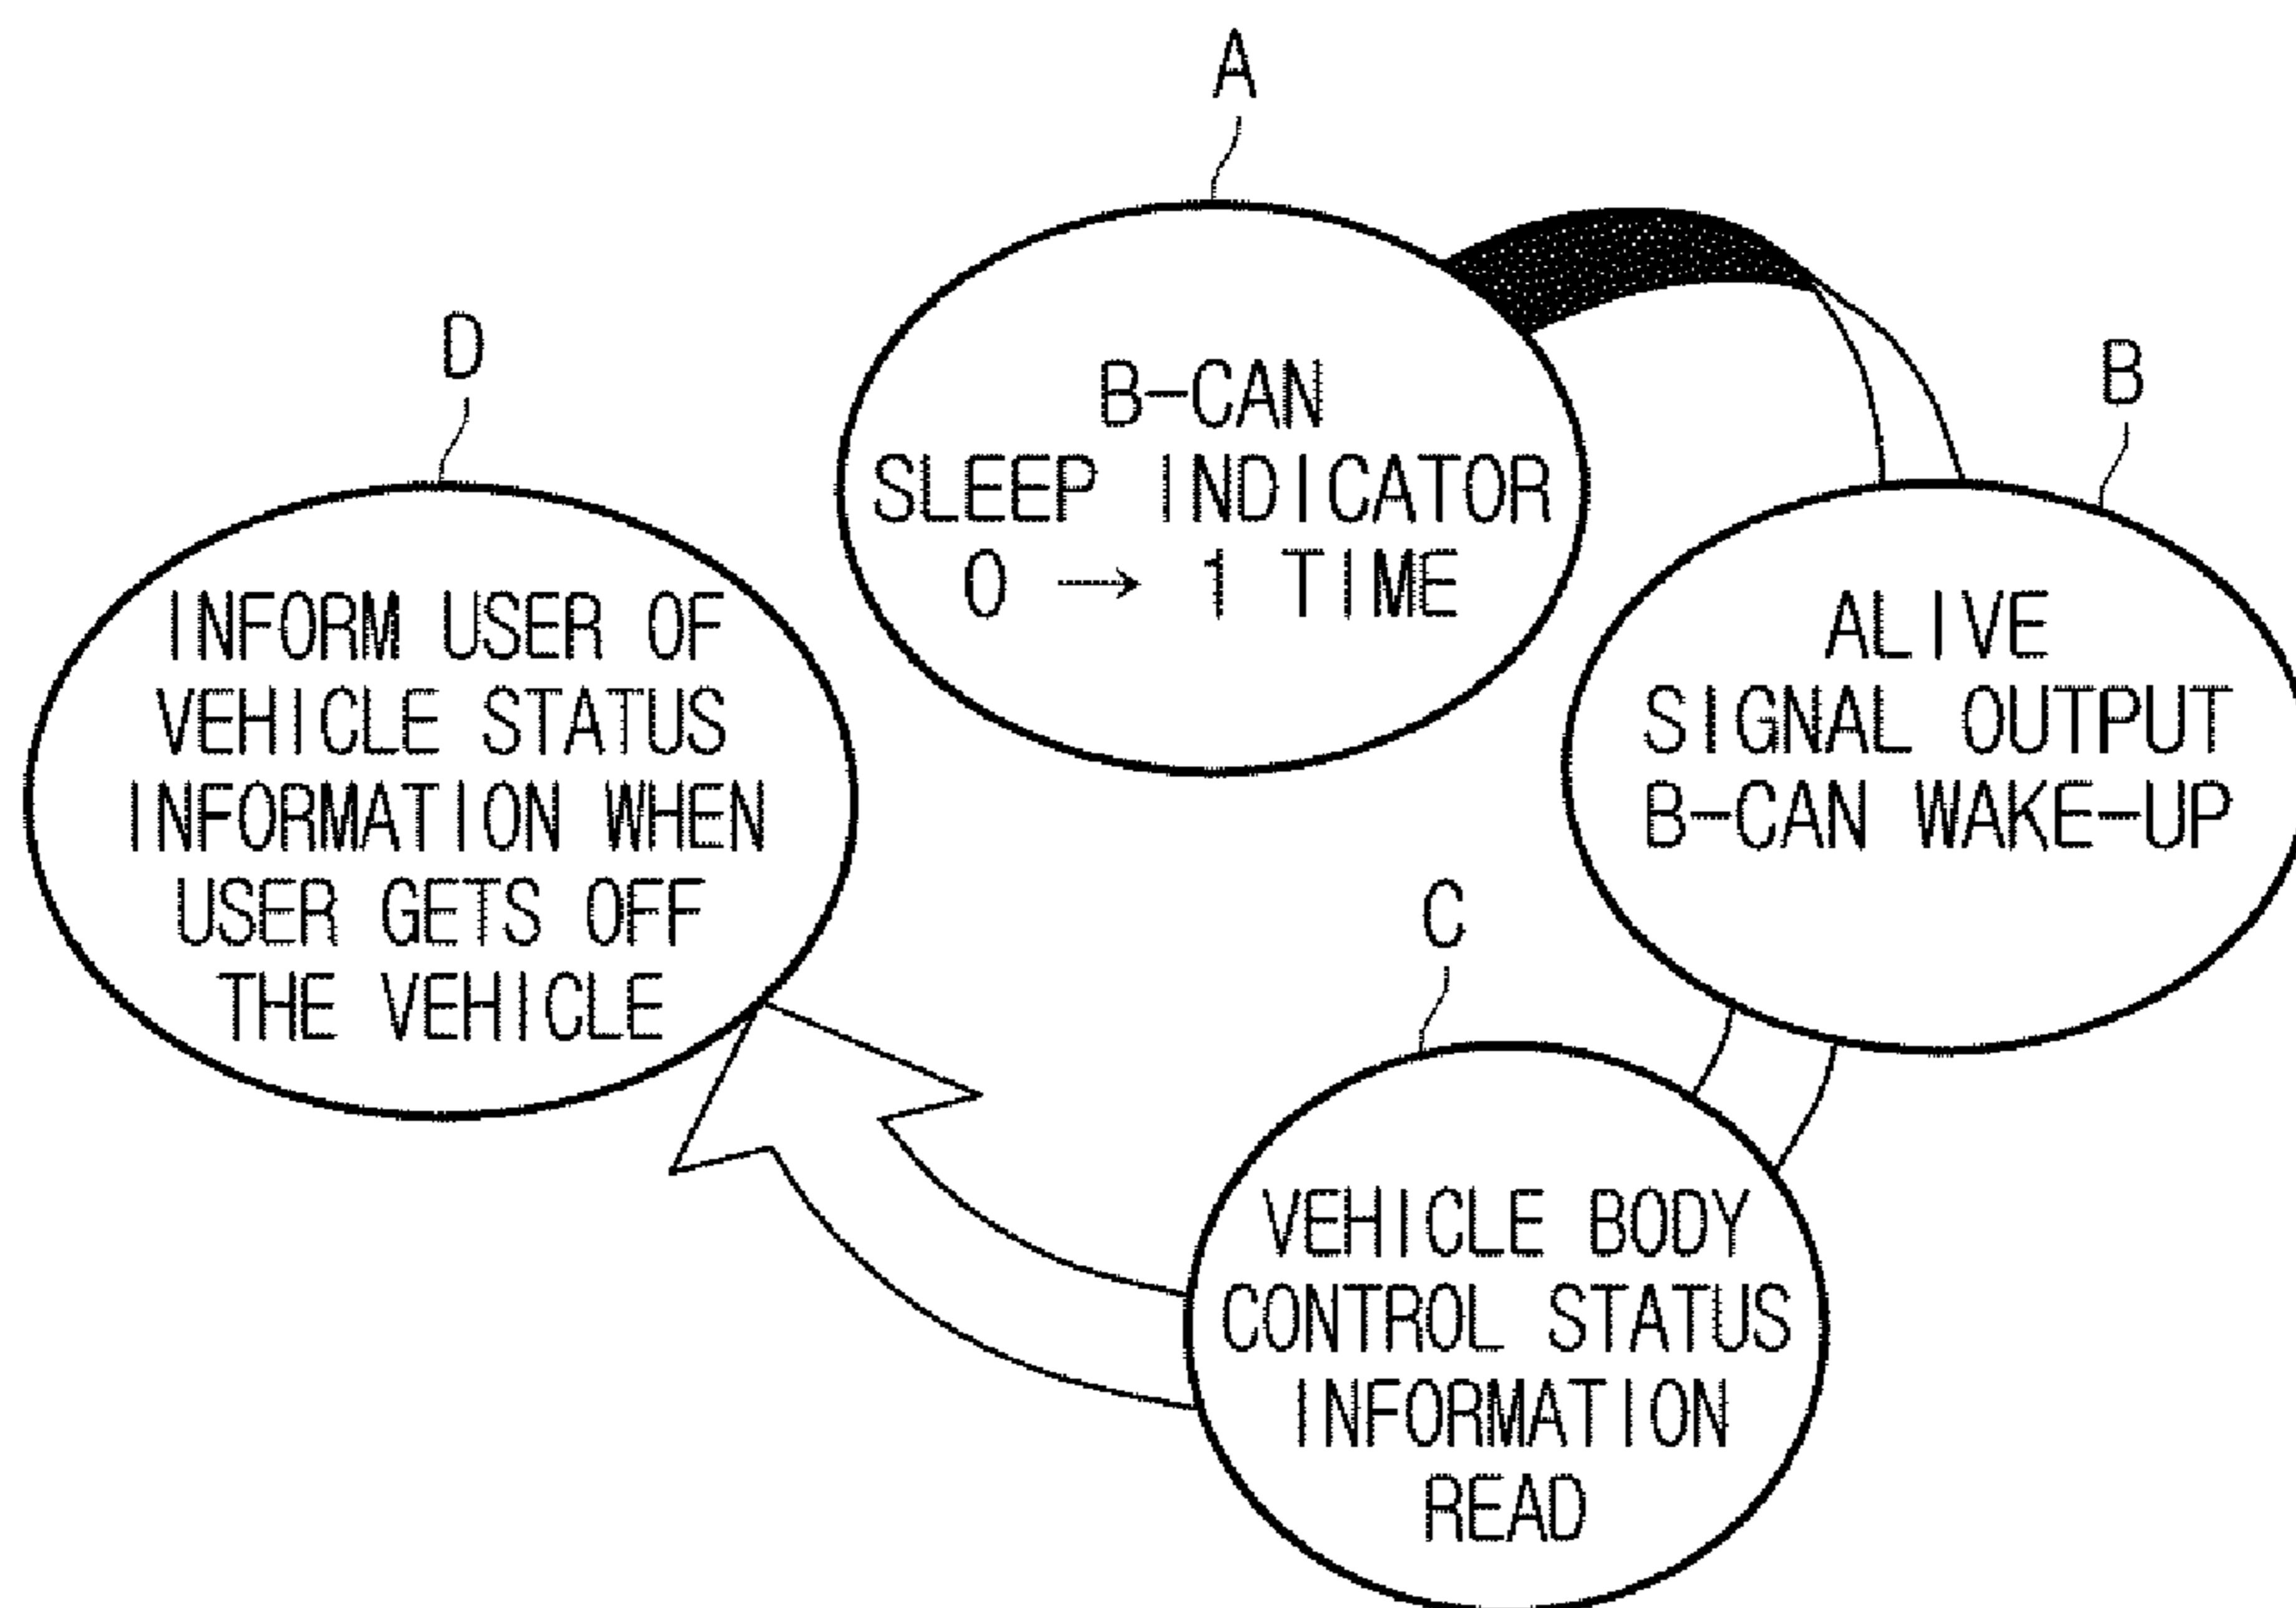 A
B-CAN
SLEEP INDICATOR
0 → 1 TIME
B
ALIVE
SIGNAL OUTPUT
B-CAN WAKE-UP
C
VEHICLE BODY
CONTROL STATUS
INFORMATION
READ
D
INFORM USER OF
VEHICLE STATUS
INFORMATION WHEN
USER GETS OFF
THE VEHICLE